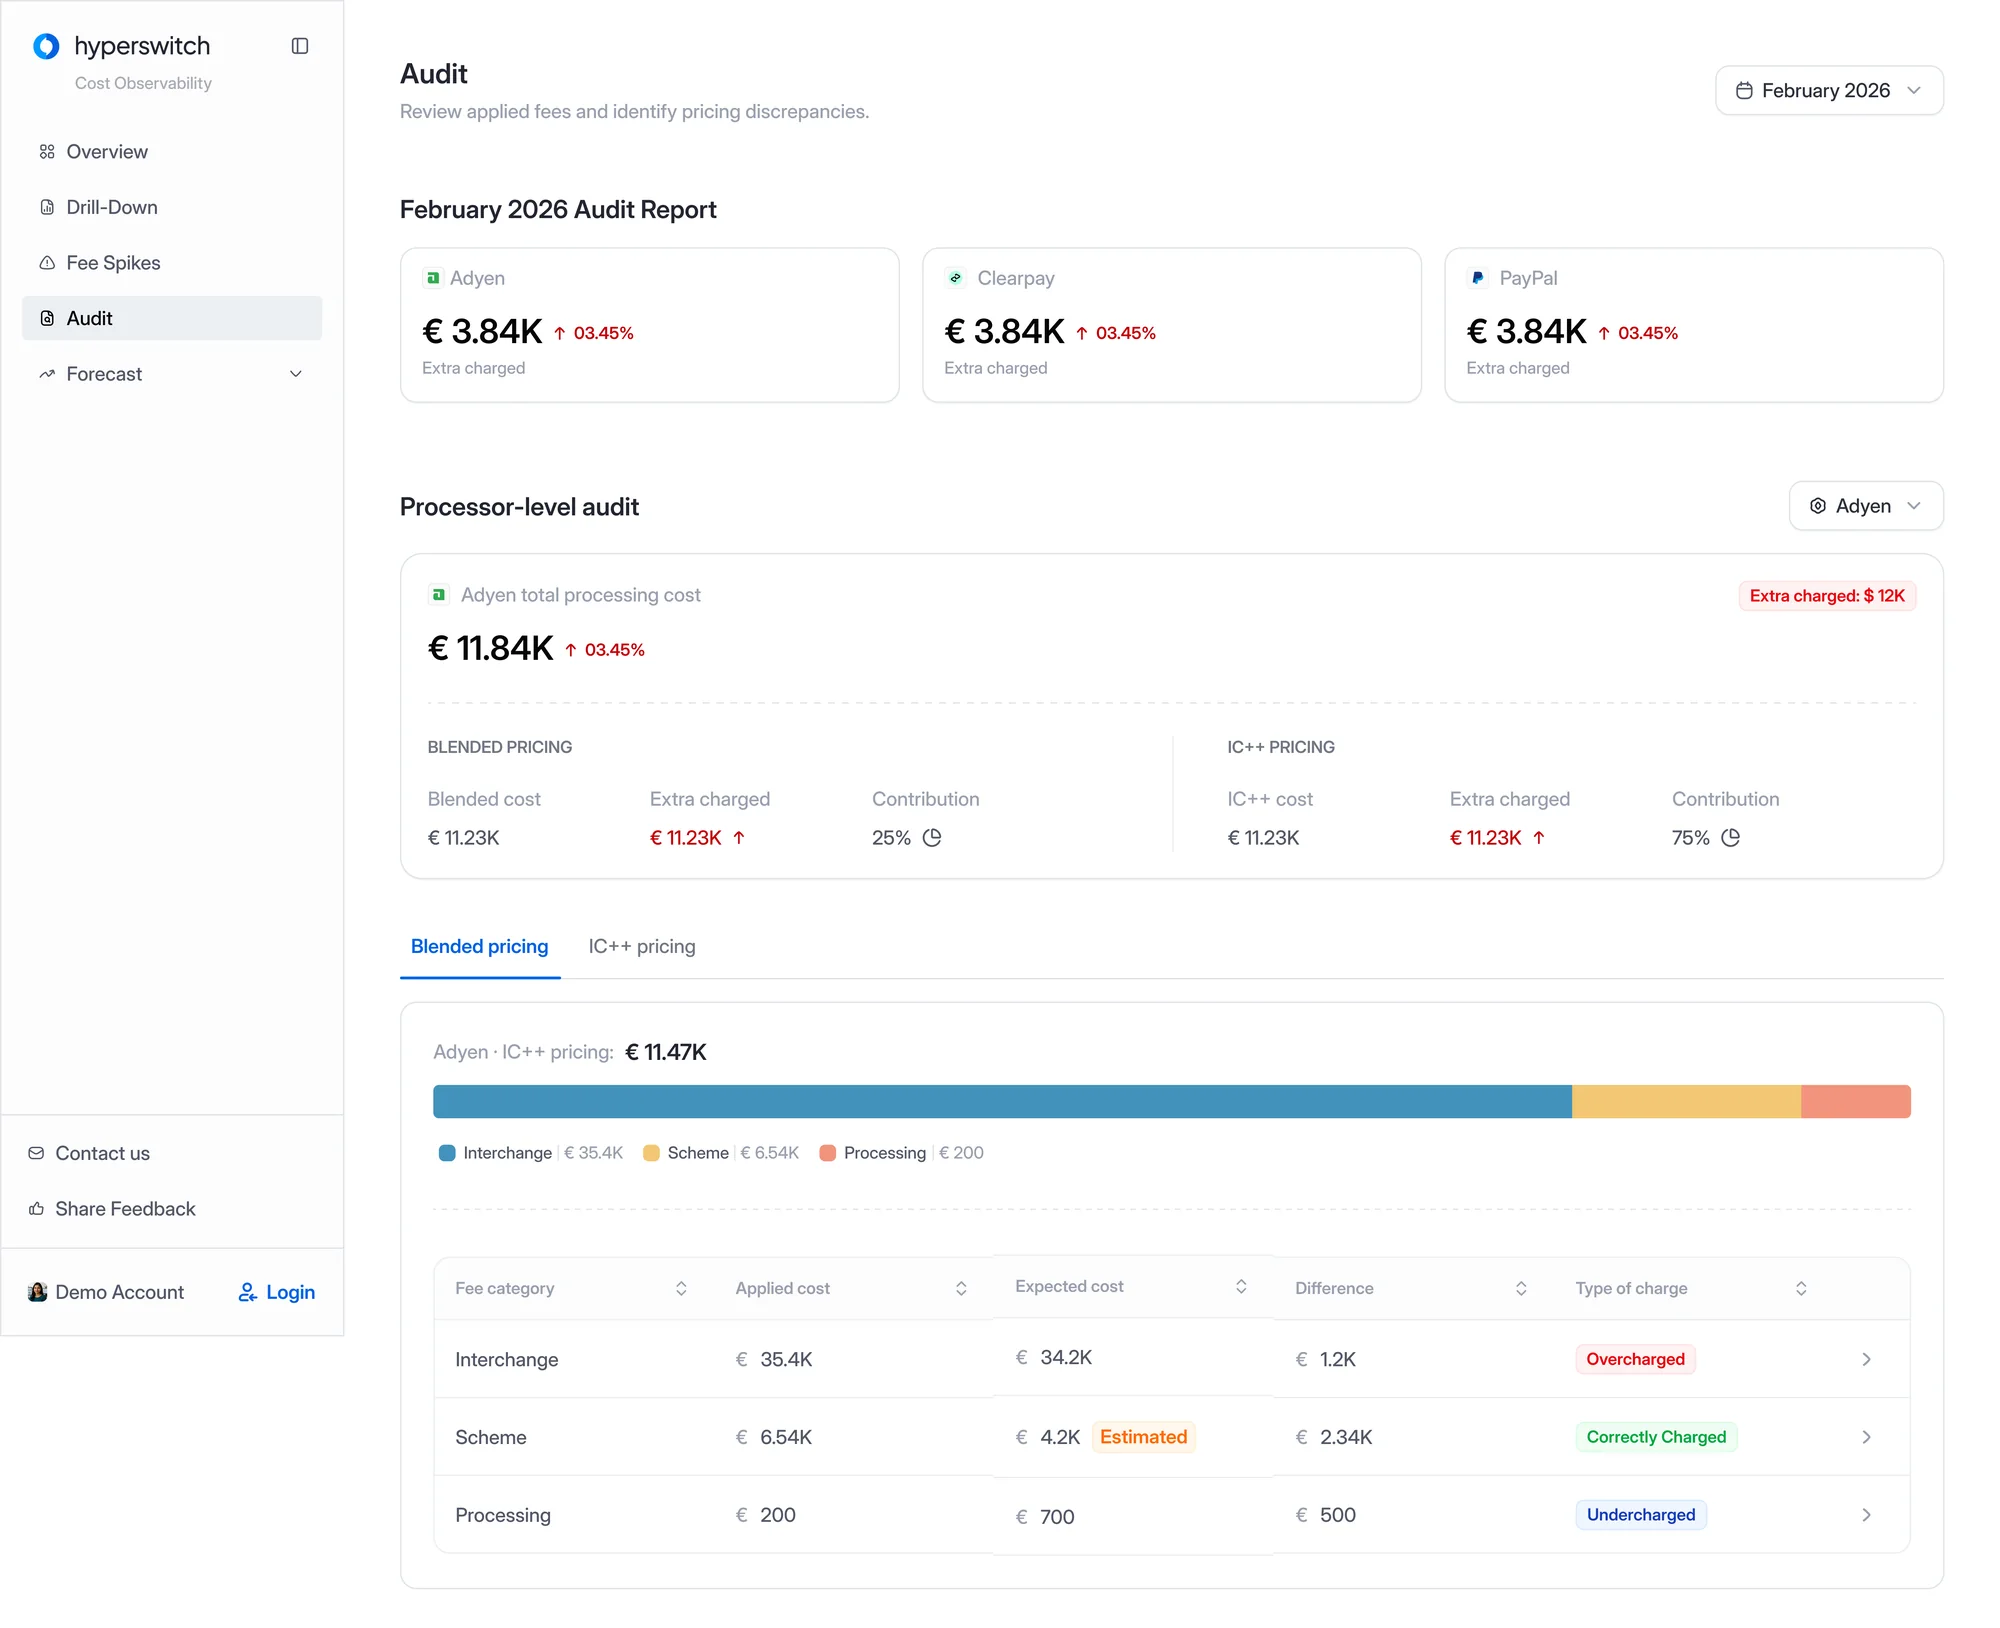 hyperswitch
Cost Observability
Overview
Drill-Down
Fee Spikes
Audit
Forecast
Contact us
Share Feedback
Demo Account
Login
Audit
Review applied fees and identify pricing discrepancies.
February 2026
February 2026 Audit Report
Adyen
€ 3.84K ↑ 03.45%
Extra charged
Clearpay
€ 3.84K ↑ 03.45%
Extra charged
PayPal
€ 3.84K ↑ 03.45%
Extra charged
Processor-level audit
Adyen
Adyen total processing cost
Extra charged: $ 12K
€ 11.84K ↑ 03.45%
BLENDED PRICING
Blended cost Extra charged Contribution
€ 11.23K € 11.23K ↑ 25%
IC++ PRICING
IC++ cost Extra charged Contribution
€ 11.23K € 11.23K ↑ 75%
Blended pricing IC++ pricing
Adyen · IC++ pricing: € 11.47K
Interchange € 35.4K Scheme € 6.54K Processing € 200
Fee category Applied cost Expected cost Difference Type of charge
Interchange € 35.4K € 34.2K € 1.2K Overcharged
Scheme € 6.54K € 4.2K Estimated € 2.34K Correctly Charged
Processing € 200 € 700 € 500 Undercharged